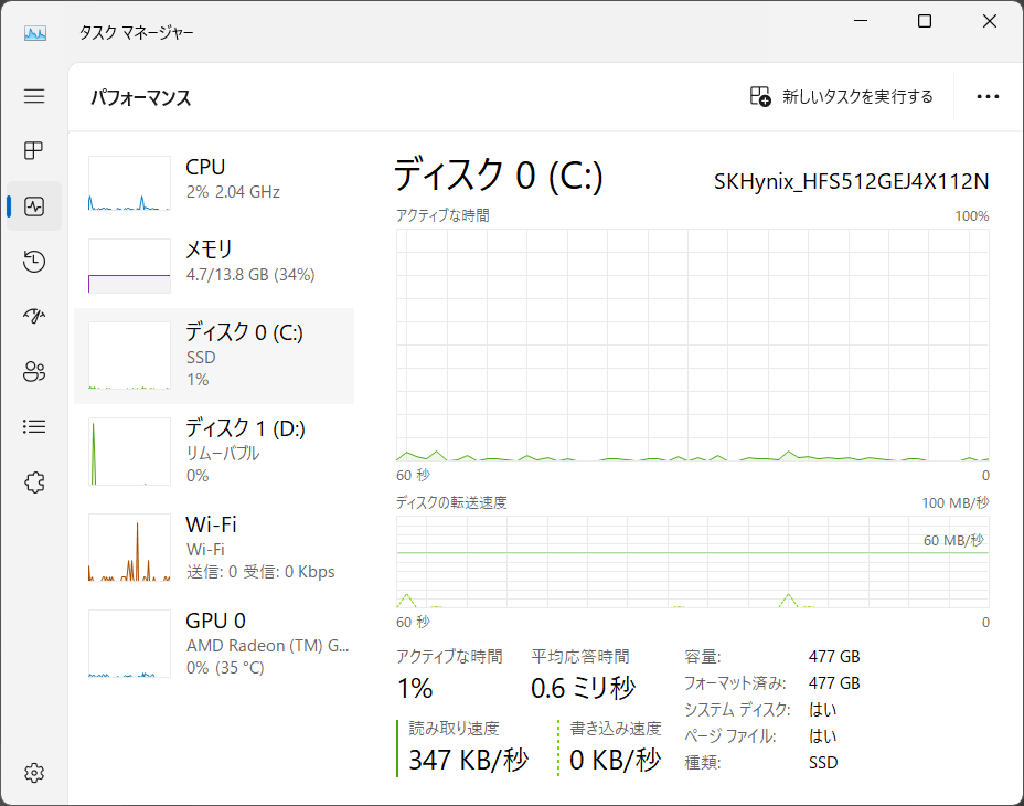 タスク マネージャー
パフォーマンス
新しいタスクを実行する
CPU
2% 2.04 GHz
メモリ
4.7/13.8 GB (34%)
ディスク 0 (C:)
SSD
1%
ディスク 1 (D:)
リムーバブル
0%
Wi-Fi
Wi-Fi
送信: 0 受信: 0 Kbps
GPU 0
AMD Radeon (TM) G...
0% (35 °C)
ディスク 0 (C:)
SKHynix_HFS512GEJ4X112N
アクティブな時間
100%
60 秒
0
ディスクの転送速度
100 MB/秒
60 MB/秒
60 秒
0
アクティブな時間
1%
平均応答時間
0.6 ミリ秒
読み取り速度
347 KB/秒
書き込み速度
0 KB/秒
容量: 477 GB
フォーマット済み: 477 GB
システム ディスク: はい
ページ ファイル: はい
種類: SSD